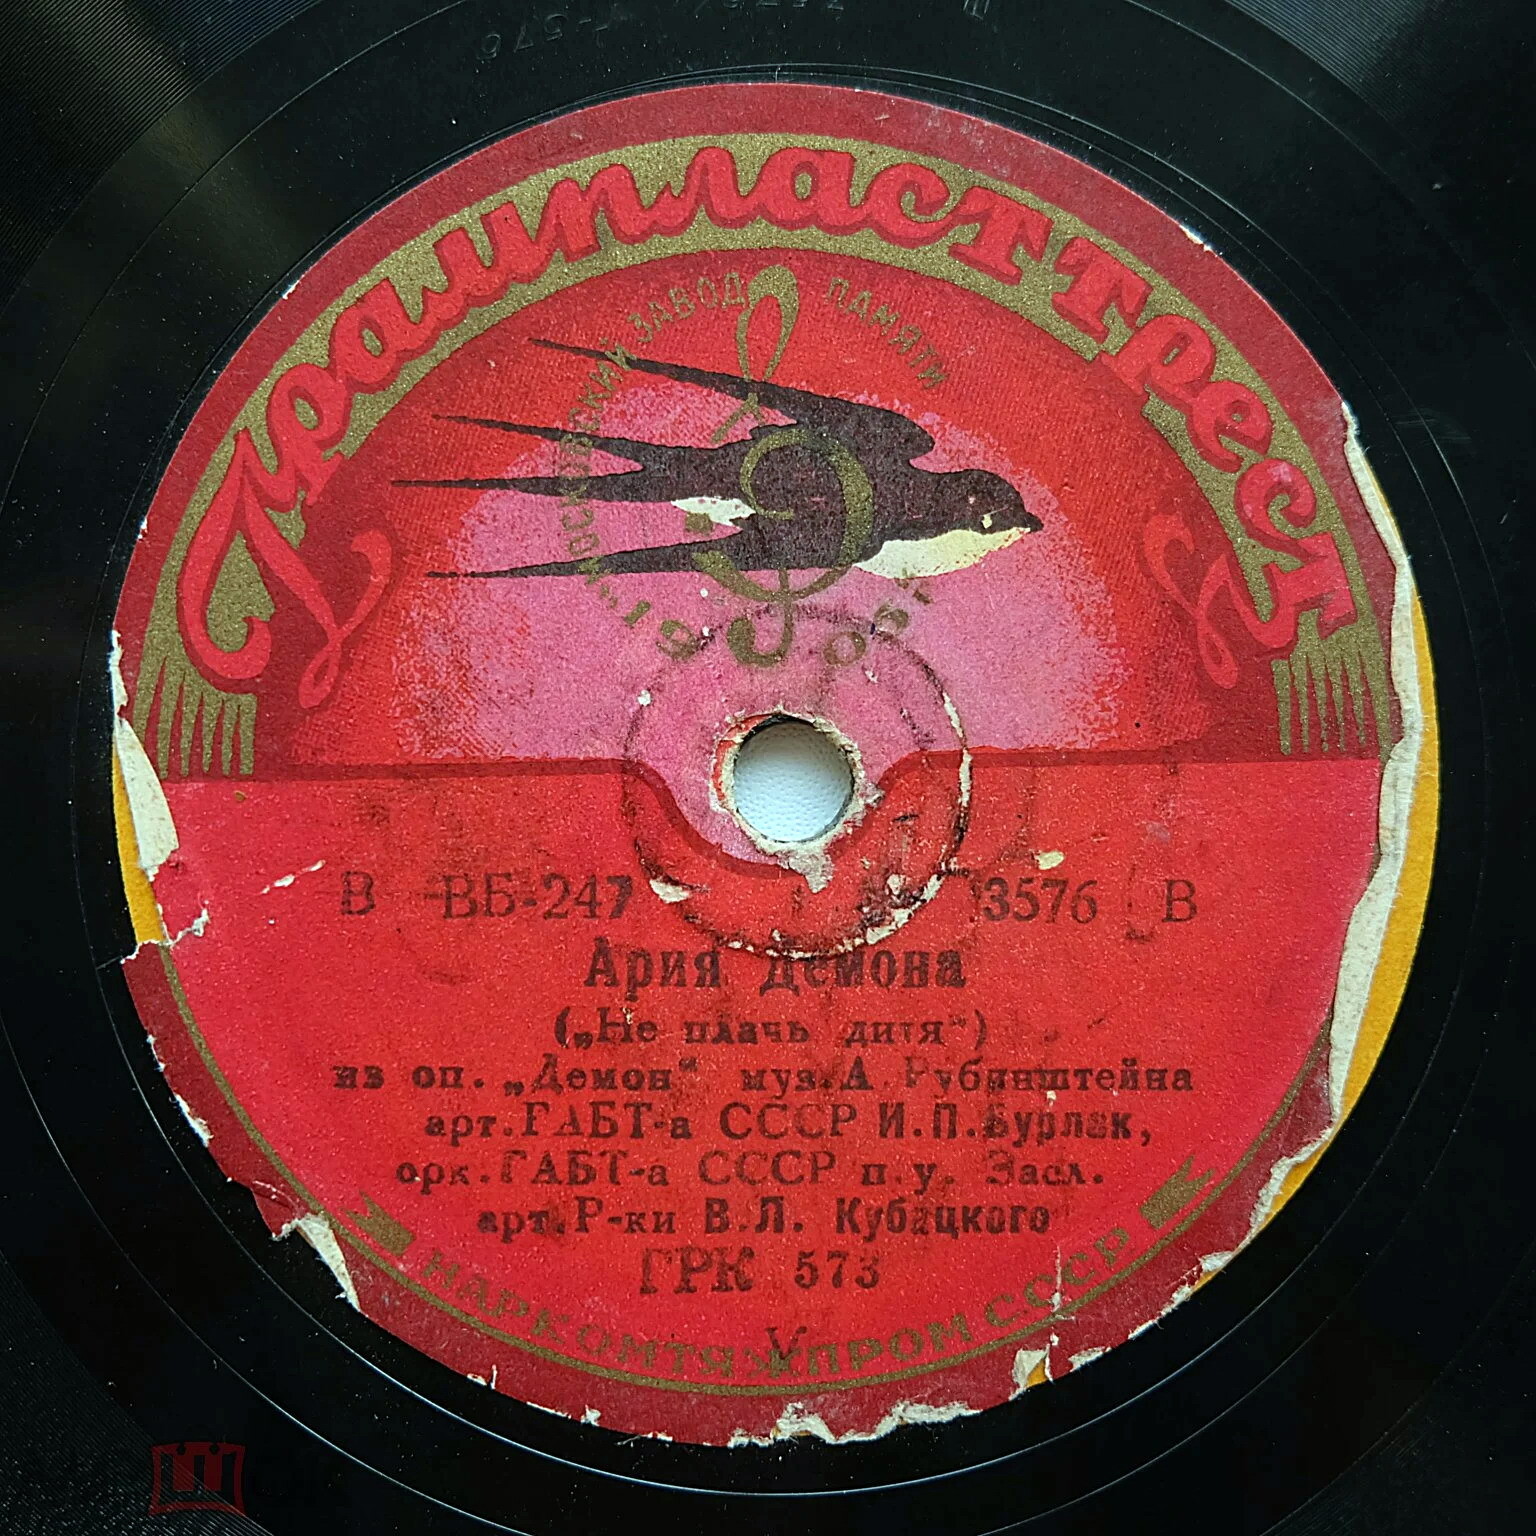 Грампласттрест
НОГИНСКИЙ ЗАВОД ПАМЯТИ
1905 г.
В ВБ-247 3576 В
Ария Демона
(„Не плачь дитя")
из оп. „Демон" муз. А. Рубинштейна
арт. ГАБТ-а СССР И.П. Бурлак,
орк. ГАБТ-а СССР п. у. Засл.
арт. Р-ки В.Л. Кубацкого
ГРК 573
У
НАРКОМТЯЖПРОМ СССР